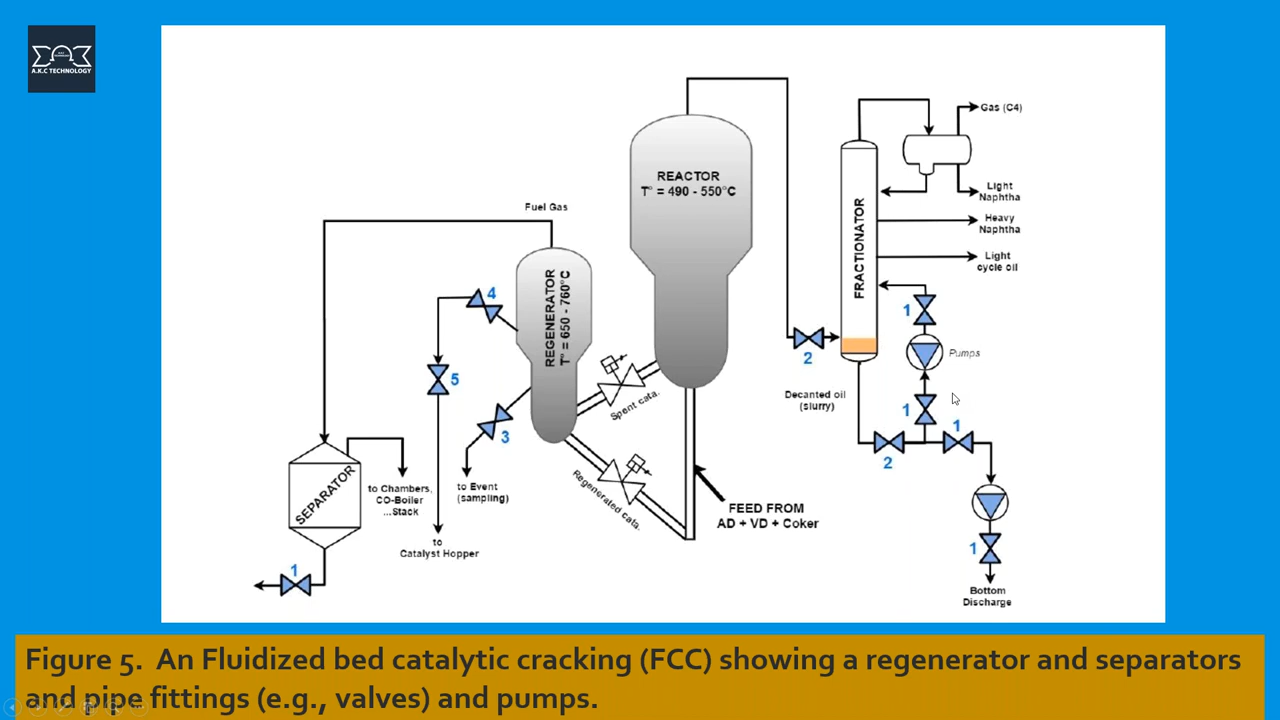 A.K.C TECHNOLOGY
Gas (C4)
REACTOR
T° = 490 - 550°C
Light
Naphtha
Fuel Gas
Heavy
Naphtha
FRACTIONATOR
Light
cycle oil
REGENERATOR
T° = 650 - 760°C
4
1
2
Pumps
5
Spent cata.
Decanted oil
(slurry)
1
1
3
2
SEPARATOR
to Chambers,
CO-Boiler
...Stack
to Event
(sampling)
Regenerated cata.
FEED FROM
AD + VD + Coker
to
Catalyst Hopper
1
1
Bottom
Discharge
Figure 5. An Fluidized bed catalytic cracking (FCC) showing a regenerator and separators
and pipe fittings (e.g., valves) and pumps.